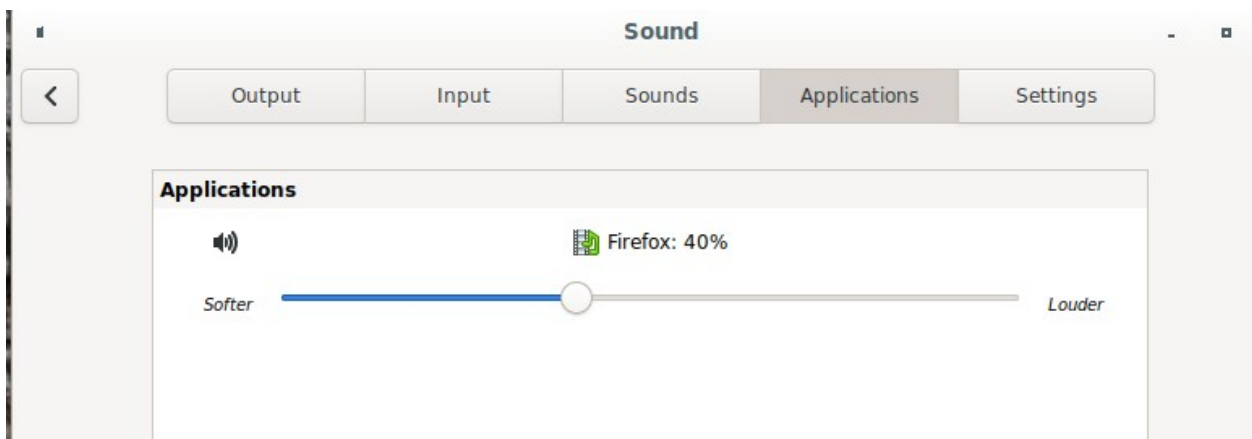 Sound
Output Input Sounds Applications Settings
Applications
Firefox: 40%
Softer Louder